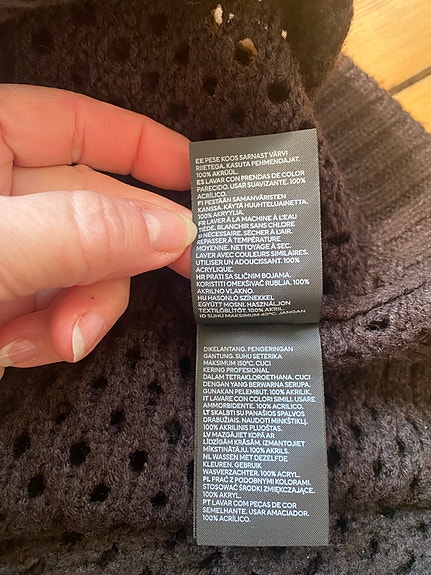 EE PESE KOOS SARNAST VÄRVI
RIIETEGA. KASUTA PEHMENDAJAT.
100% AKRÜÜL.
ES LAVAR CON PRENDAS DE COLOR
PARECIDO. USAR SUAVIZANTE. 100%
ACRÍLICO.
FI PESTÄÄN SAMANVÄRISTEN
KANSSA. KÄYTÄ HUUHTELUAINETTA.
100% AKRYYLIA.
FR LAVER À LA MACHINE À L'EAU
TIÈDE. BLANCHIR SANS CHLORE
SI NÉCESSAIRE. SÉCHER À L'AIR.
REPASSER À TEMPÉRATURE
MOYENNE. NETTOYAGE À SEC.
LAVER AVEC COULEURS SIMILAIRES.
UTILISER UN ADOUCISSANT. 100%
ACRYLIQUE.
HR PRATI SA SLIČNIM BOJAMA.
KORISTITI OMEKŠIVAČ RUBLJA. 100%
AKRILNO VLAKNO.
HU HASONLÓ SZÍNEKKEL
EGYÜTT MOSNI. HASZNÁLJON
TEXTILÖBLÍTŐT. 100% AKRIL.
ID SUHU MAKSIMUM 40°C. JANGAN
DIKELANTANG. PENGERINGAN
GANTUNG. SUHU SETERIKA
MAKSIMUM 150°C. CUCI
KERING PROFESIONAL
DALAM TETRAKLOROETHANA. CUCI
DENGAN YANG BERWARNA SERUPA.
GUNAKAN PELEMBUT. 100% AKRILIK.
IT LAVARE CON COLORI SIMILI. USARE
AMMORBIDENTE. 100% ACRILICO.
LT SKALBTI SU PANAŠIOS SPALVOS
DRABUŽIAIS. NAUDOTI MINKŠTIKLĮ.
100% AKRILINIS PLUOŠTAS.
LV MAZGĀJIET KOPĀ AR
LĪDZĪGĀM KRĀSĀM. IZMANTOJIET
MĪKSTINĀTĀJU. 100% AKRILS.
NL WASSEN MET DEZELFDE
KLEUREN. GEBRUIK
WASVERZACHTER. 100% ACRYL.
PL PRAĆ Z PODOBNYMI KOLORAMI.
STOSOWAĆ ŚRODKI ZMIĘKCZAJĄCE.
100% AKRYL.
PT LAVAR COM PEÇAS DE COR
SEMELHANTE. USAR AMACIADOR.
100% ACRÍLICO.